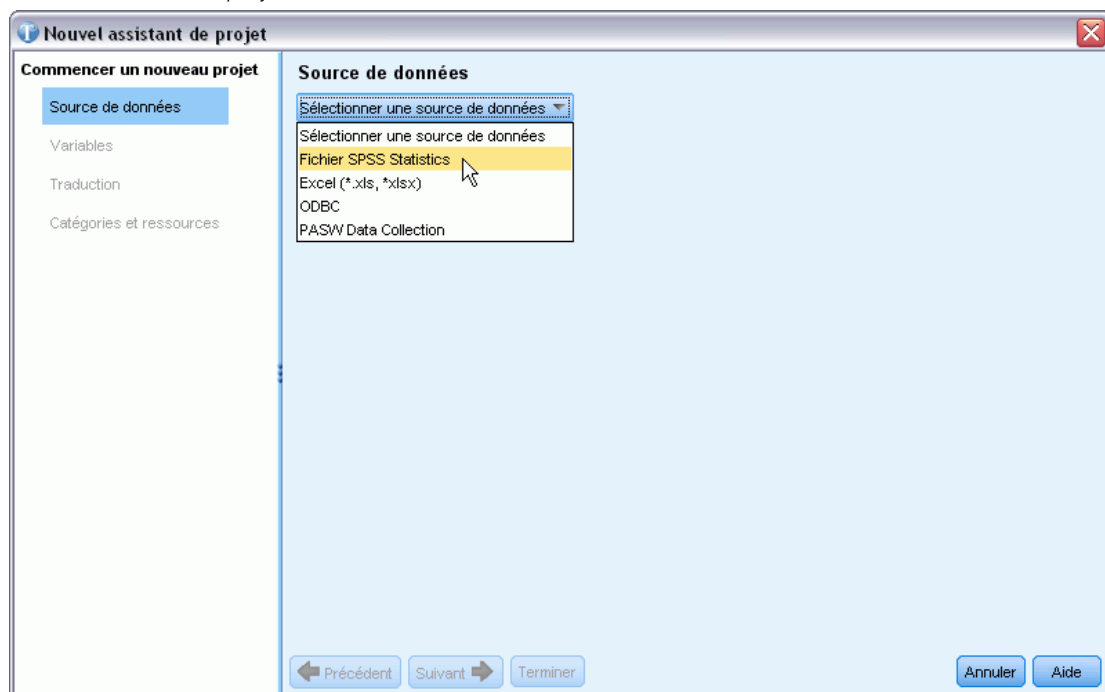 Nouvel assistant de projet
Commencer un nouveau projet
Source de données
Variables
Traduction
Catégories et ressources
Source de données
Sélectionner une source de données
Sélectionner une source de données
Fichier SPSS Statistics
Excel (*.xls, *xlsx)
ODBC
PASW Data Collection
Précédent
Suivant
Terminer
Annuler
Aide